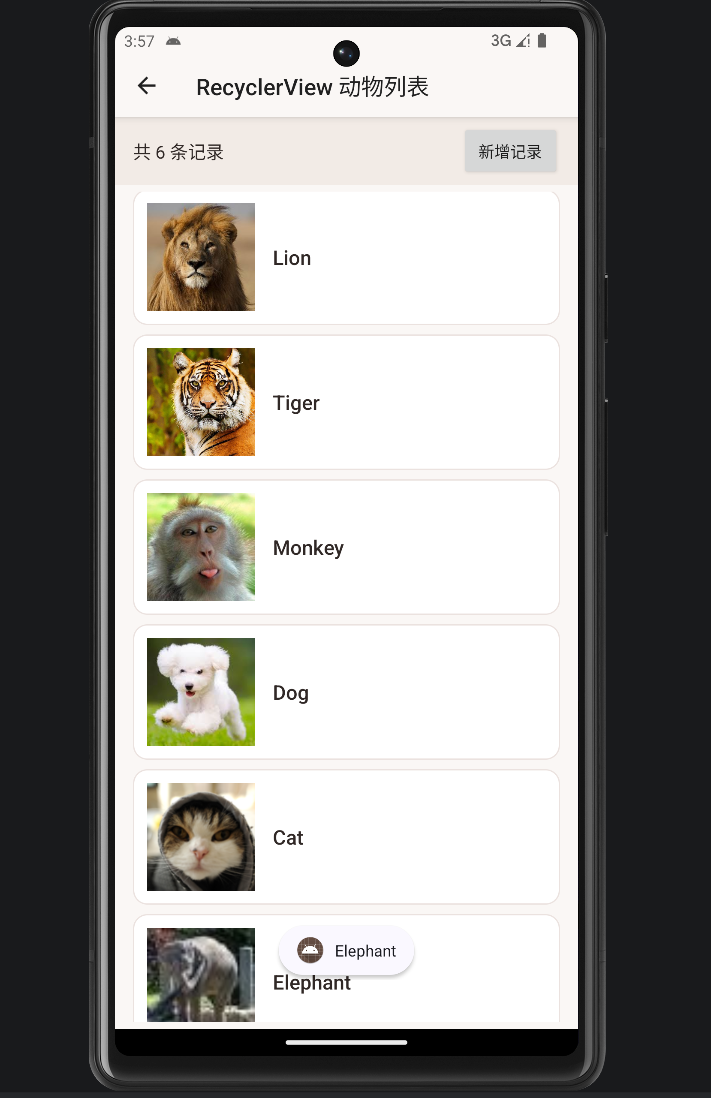 3:57 3G
RecyclerView 动物列表
共 6 条记录 新增记录
Lion
Tiger
Monkey
Dog
Cat
Elephant
Elephant